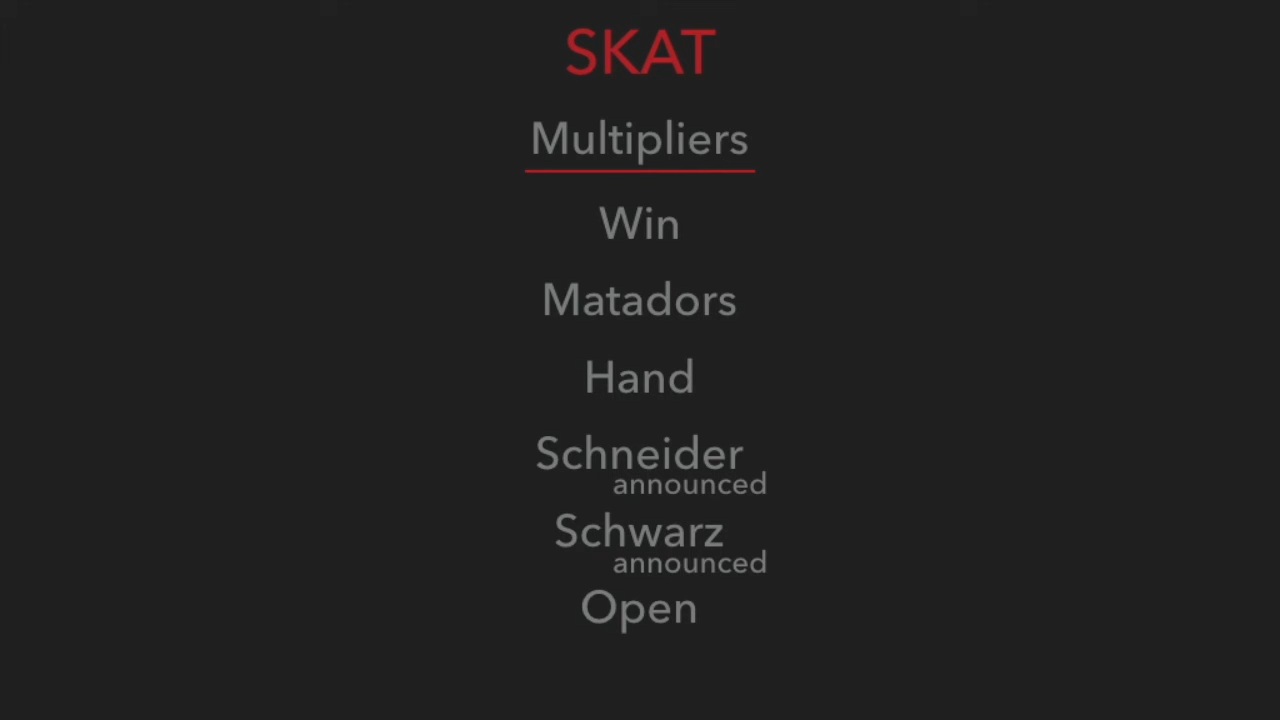 SKAT
Multipliers
Win
Matadors
Hand
Schneider
announced
Schwarz
announced
Open